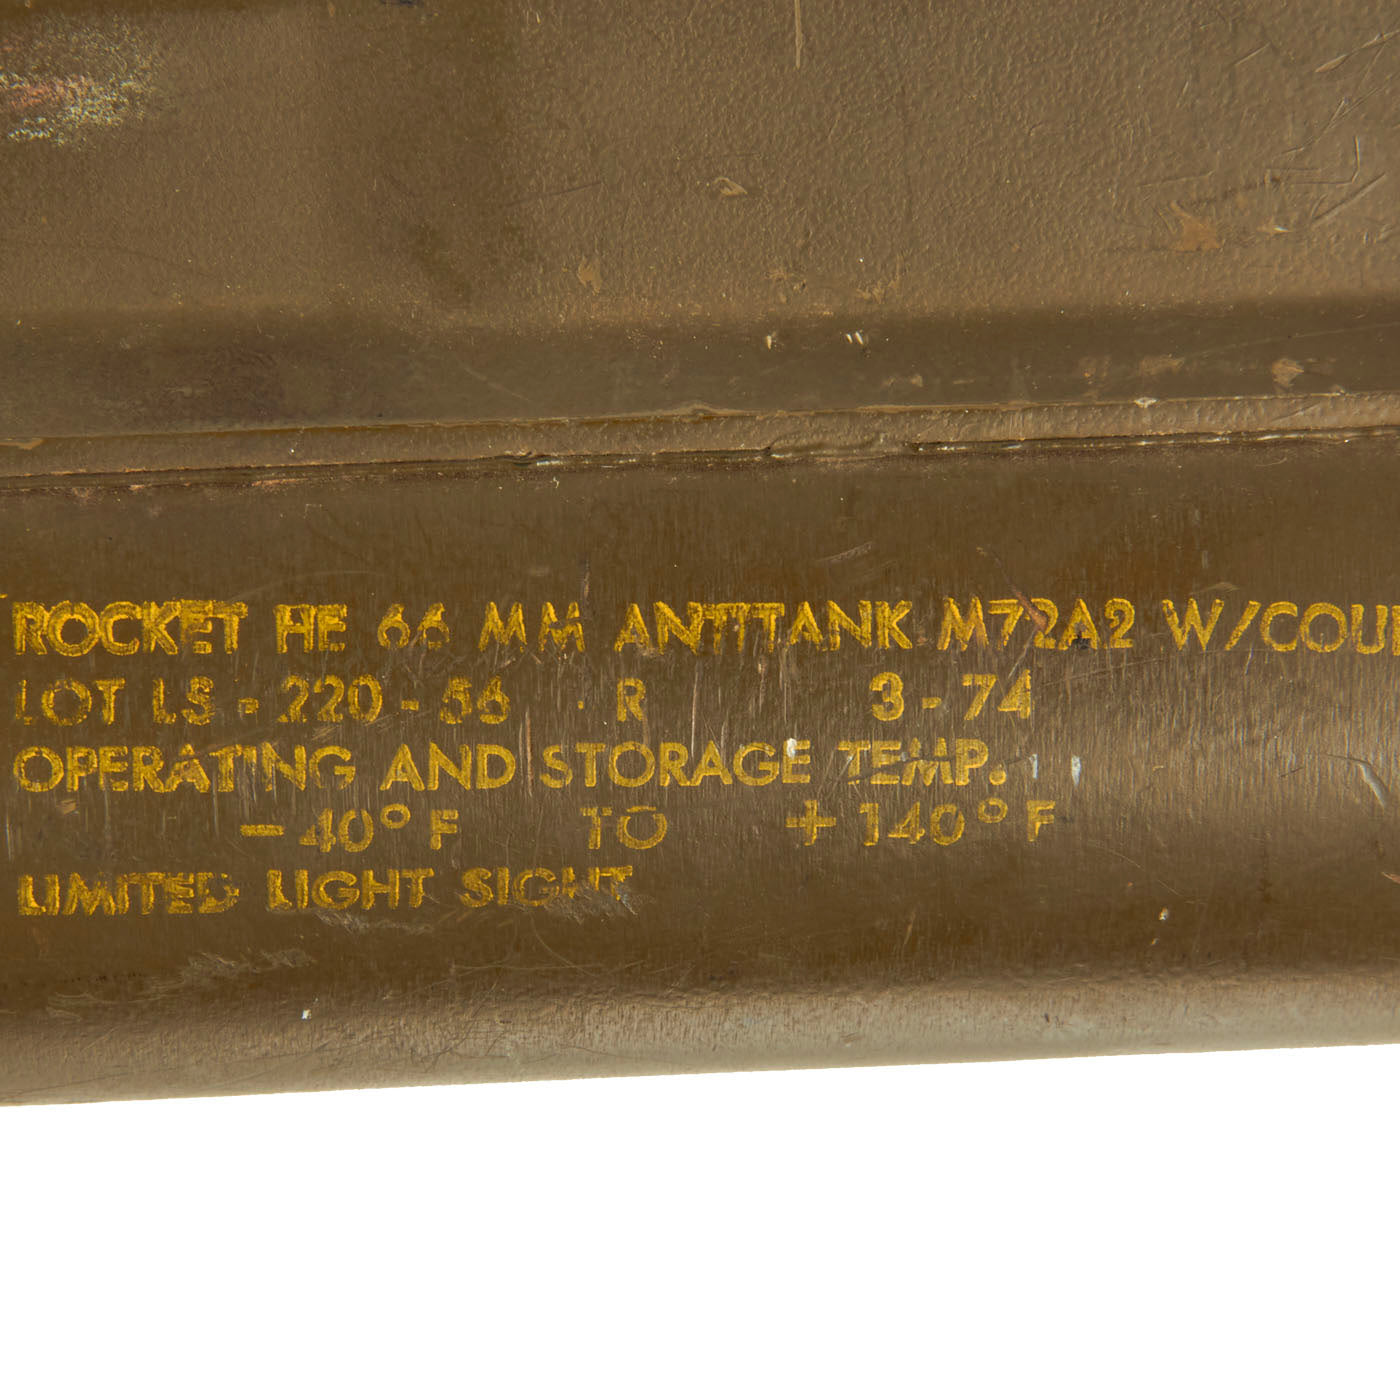 ROCKET HE 66 MM ANTITANK M72A2 W/COU
LOT LS - 220 - 56 R 3 - 74
OPERATING AND STORAGE TEMP.
- 40° F TO + 140° F
LIMITED LIGHT SIGHT